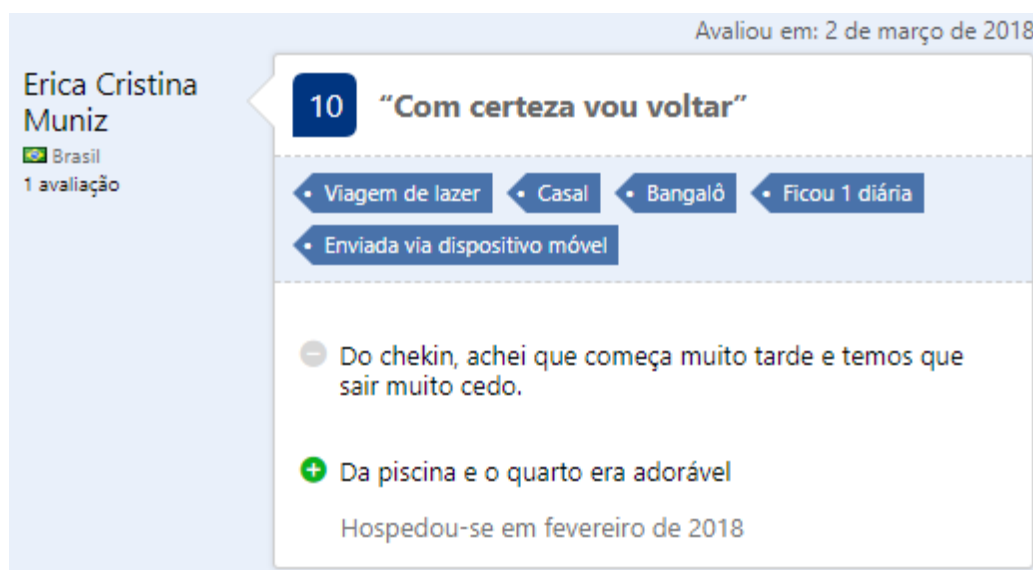 Avaliou em: 2 de março de 2018
Erica Cristina
Muniz
Brasil
1 avaliação
10 “Com certeza vou voltar”
• Viagem de lazer • Casal • Bangalô • Ficou 1 diária
• Enviada via dispositivo móvel
Do chekin, achei que começa muito tarde e temos que
sair muito cedo.
Da piscina e o quarto era adorável
Hospedou-se em fevereiro de 2018